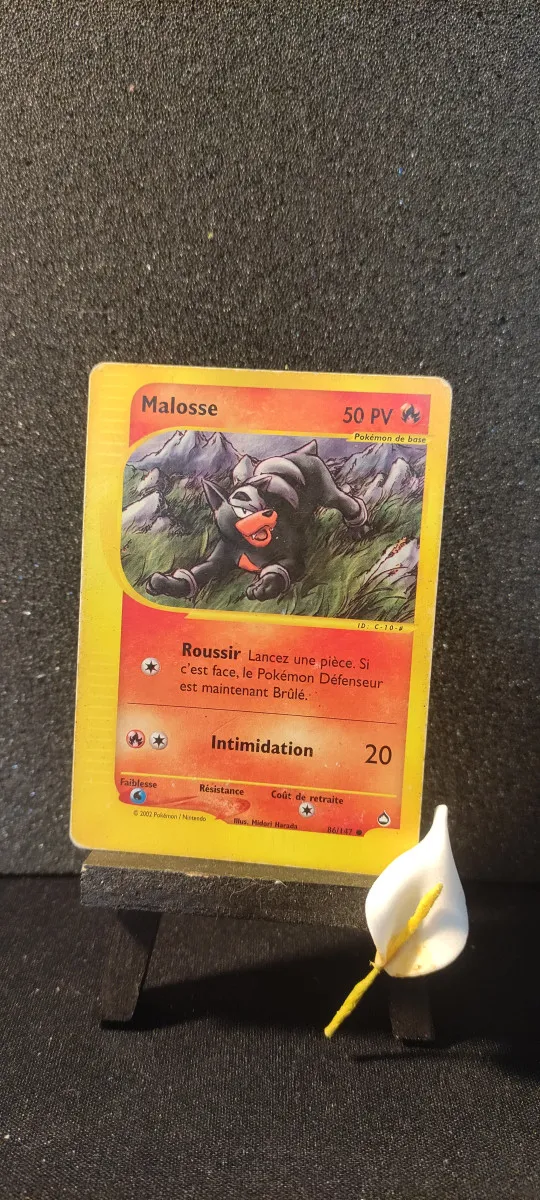 Malosse
50 PV
Pokémon de base
ID: C-10-#
Roussir Lancez une pièce. Si
c'est face, le Pokémon Défenseur
est maintenant Brûlé.
Intimidation 20
Faiblesse Résistance Coût de retraite
© 2002 Pokémon / Nintendo
Illus. Midori Harada 86/147